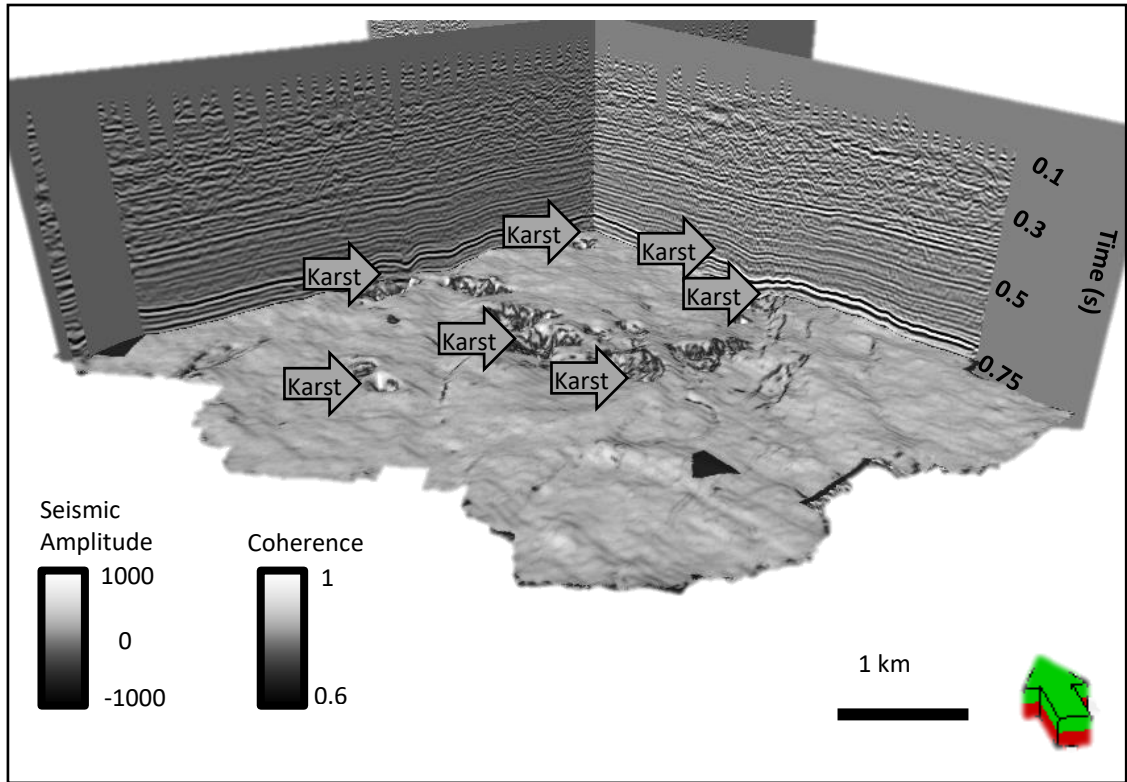 0.1
0.3
Time (s)
0.5
0.75
Karst
Karst
Karst
Karst
Karst
Karst
Karst
Seismic
Amplitude
1000
0
-1000
Coherence
1
0.6
1 km